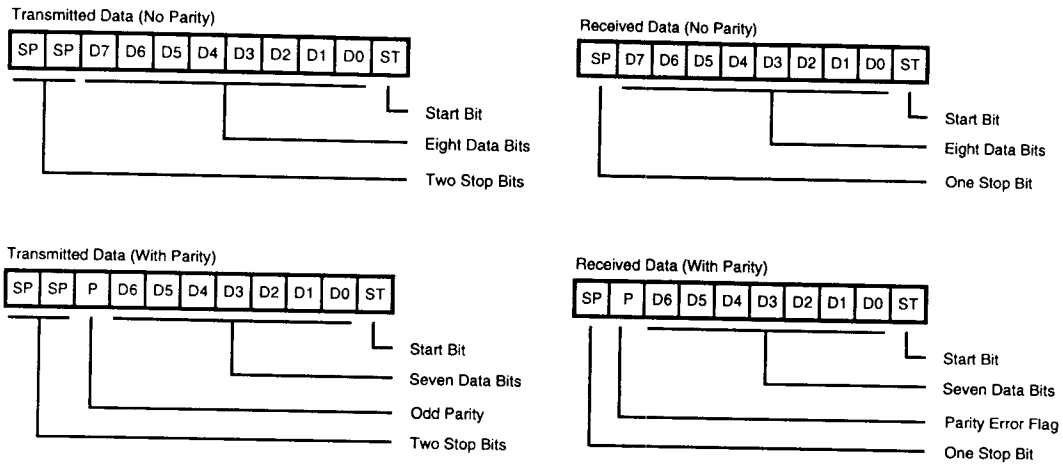 Transmitted Data (No Parity)
SP SP D7 D6 D5 D4 D3 D2 D1 D0 ST
Start Bit
Eight Data Bits
Two Stop Bits
Received Data (No Parity)
SP D7 D6 D5 D4 D3 D2 D1 D0 ST
Start Bit
Eight Data Bits
One Stop Bit
Transmitted Data (With Parity)
SP SP P D6 D5 D4 D3 D2 D1 D0 ST
Start Bit
Seven Data Bits
Odd Parity
Two Stop Bits
Received Data (With Parity)
SP P D6 D5 D4 D3 D2 D1 D0 ST
Start Bit
Seven Data Bits
Parity Error Flag
One Stop Bit